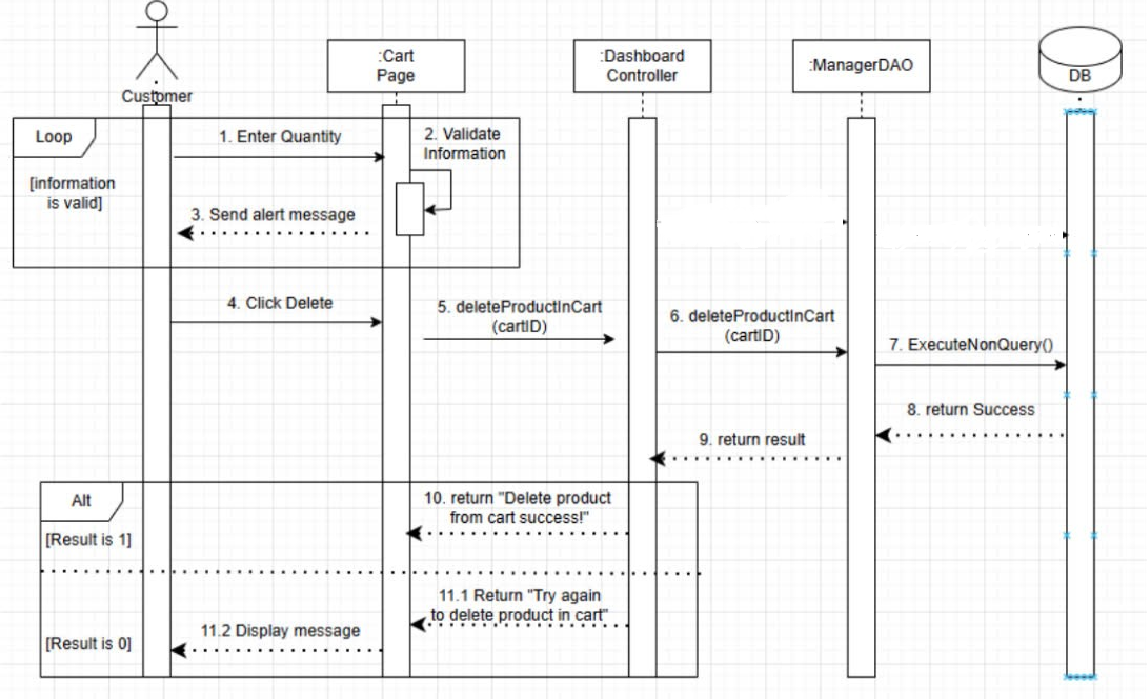 :Cart
Page
:Dashboard
Controller
:ManagerDAO
DB
Customer
Loop
1. Enter Quantity
2. Validate
Information
[information
is valid]
3. Send alert message
4. Click Delete
5. deleteProductInCart
(cartID)
6. deleteProductInCart
(cartID)
7. ExecuteNonQuery()
8. return Success
9. return result
Alt
10. return "Delete product
from cart success!"
[Result is 1]
11.1 Return "Try again
to delete product in cart"
11.2 Display message
[Result is 0]